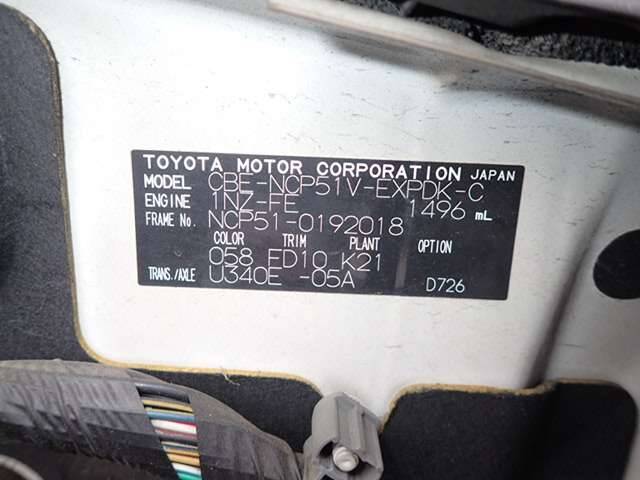 TOYOTA MOTOR CORPORATION JAPAN
MODEL CBE-NCP51V-EXPDK-C
ENGINE 1NZ-FE 1496 mL
FRAME No. NCP51-0192018
COLOR TRIM PLANT OPTION
058 FD10 K21
TRANS./AXLE U340E -05A D726